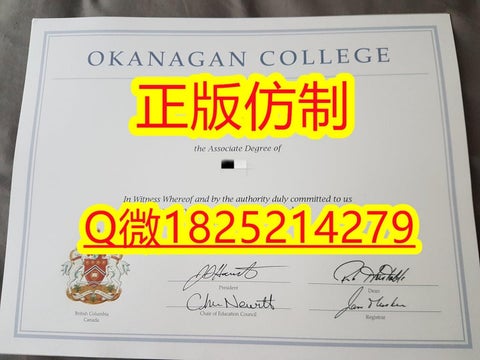 OKANAGAN COLLEGE
正版仿制
the Associate Degree of
In Witness Whereof and by the authority duly committed to us
Q微1825214279
President
Dean
Chair of Education Council
Registrar
British Columbia
Canada